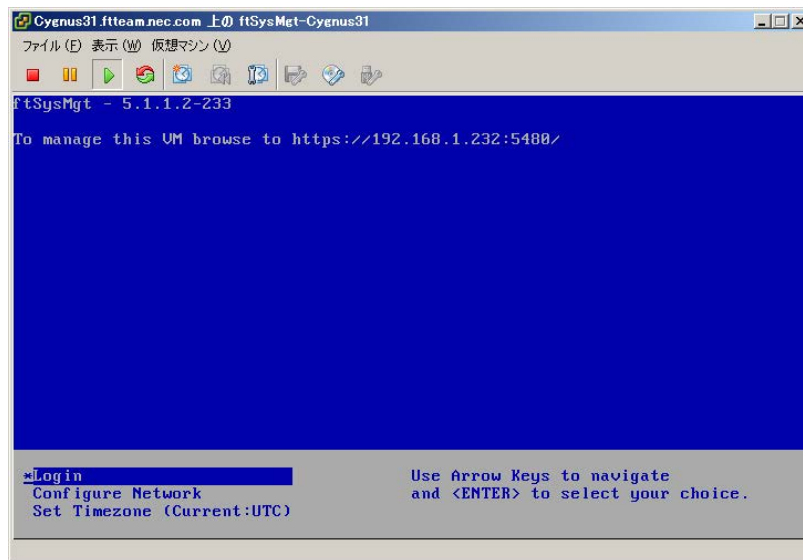 Cygnus31.ftteam.nec.com 上の ftSysMgt-Cygnus31
ファイル(F) 表示(W) 仮想マシン(V)
ftSysMgt - 5.1.1.2-233
To manage this VM browse to https://192.168.1.232:5480/
*Login
Configure Network
Set Timezone (Current:UTC)
Use Arrow Keys to navigate
and <ENTER> to select your choice.